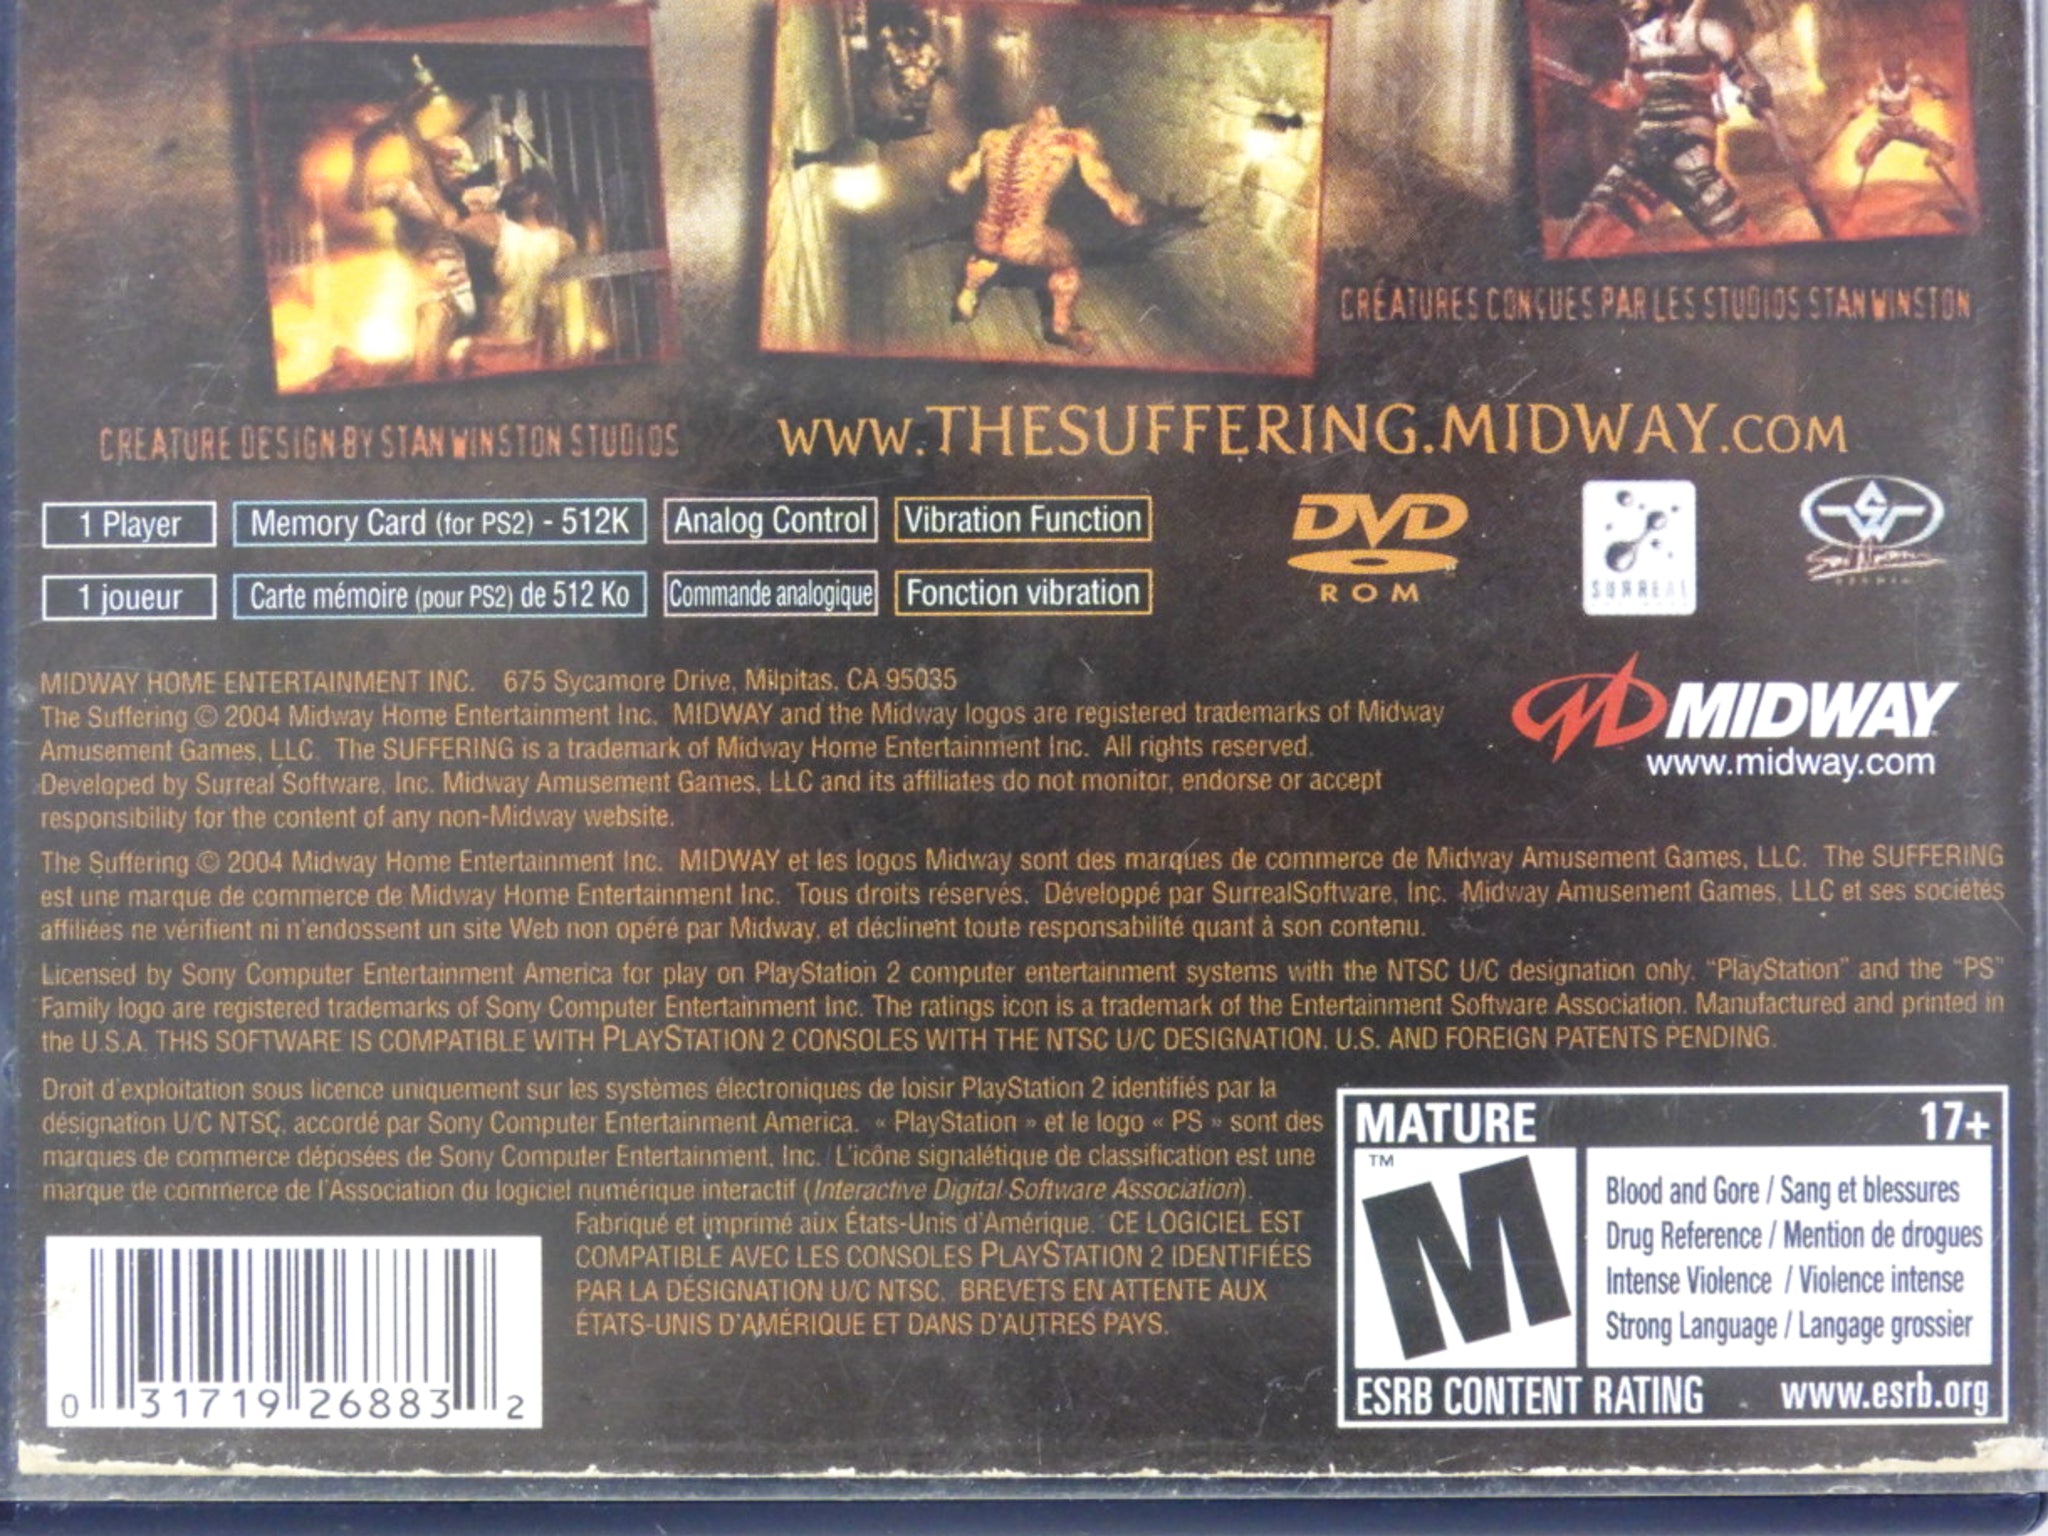 CRÉATURES CONÇUES PAR LES STUDIOS STAN WINSTON
CREATURE DESIGN BY STAN WINSTON STUDIOS
WWW.THESUFFERING.MIDWAY.COM
1 Player
Memory Card (for PS2) - 512K
Analog Control
Vibration Function
DVD
ROM
SURREAL
1 joueur
Carte mémoire (pour PS2) de 512 Ko
Commande analogique
Fonction vibration
MIDWAY
www.midway.com
MIDWAY HOME ENTERTAINMENT INC. 675 Sycamore Drive, Milpitas, CA 95035
The Suffering © 2004 Midway Home Entertainment Inc. MIDWAY and the Midway logos are registered trademarks of Midway
Amusement Games, LLC. The SUFFERING is a trademark of Midway Home Entertainment Inc. All rights reserved.
Developed by Surreal Software, Inc. Midway Amusement Games, LLC and its affiliates do not monitor, endorse or accept
responsibility for the content of any non-Midway website.
The Suffering © 2004 Midway Home Entertainment Inc. MIDWAY et les logos Midway sont des marques de commerce de Midway Amusement Games, LLC. The SUFFERING
est une marque de commerce de Midway Home Entertainment Inc. Tous droits réservés. Développé par SurrealSoftware, Inc. Midway Amusement Games, LLC et ses sociétés
affiliées ne vérifient ni n'endossent un site Web non opéré par Midway, et déclinent toute responsabilité quant à son contenu.
Licensed by Sony Computer Entertainment America for play on PlayStation 2 computer entertainment systems with the NTSC U/C designation only. "PlayStation" and the "PS"
Family logo are registered trademarks of Sony Computer Entertainment Inc. The ratings icon is a trademark of the Entertainment Software Association. Manufactured and printed in
the U.S.A. THIS SOFTWARE IS COMPATIBLE WITH PLAYSTATION 2 CONSOLES WITH THE NTSC U/C DESIGNATION. U.S. AND FOREIGN PATENTS PENDING.
Droit d'exploitation sous licence uniquement sur les systèmes électroniques de loisir PlayStation 2 identifiés par la
désignation U/C NTSC, accordé par Sony Computer Entertainment America. « PlayStation » et le logo « PS » sont des
marques de commerce déposées de Sony Computer Entertainment, Inc. L'icône signalétique de classification est une
marque de commerce de l'Association du logiciel numérique interactif (Interactive Digital Software Association).
Fabriqué et imprimé aux États-Unis d'Amérique. CE LOGICIEL EST
COMPATIBLE AVEC LES CONSOLES PLAYSTATION 2 IDENTIFIÉES
PAR LA DÉSIGNATION U/C NTSC. BREVETS EN ATTENTE AUX
ÉTATS-UNIS D'AMÉRIQUE ET DANS D'AUTRES PAYS.
0 31719 26883 2
MATURE 17+
TM
M
Blood and Gore / Sang et blessures
Drug Reference / Mention de drogues
Intense Violence / Violence intense
Strong Language / Langage grossier
ESRB CONTENT RATING www.esrb.org